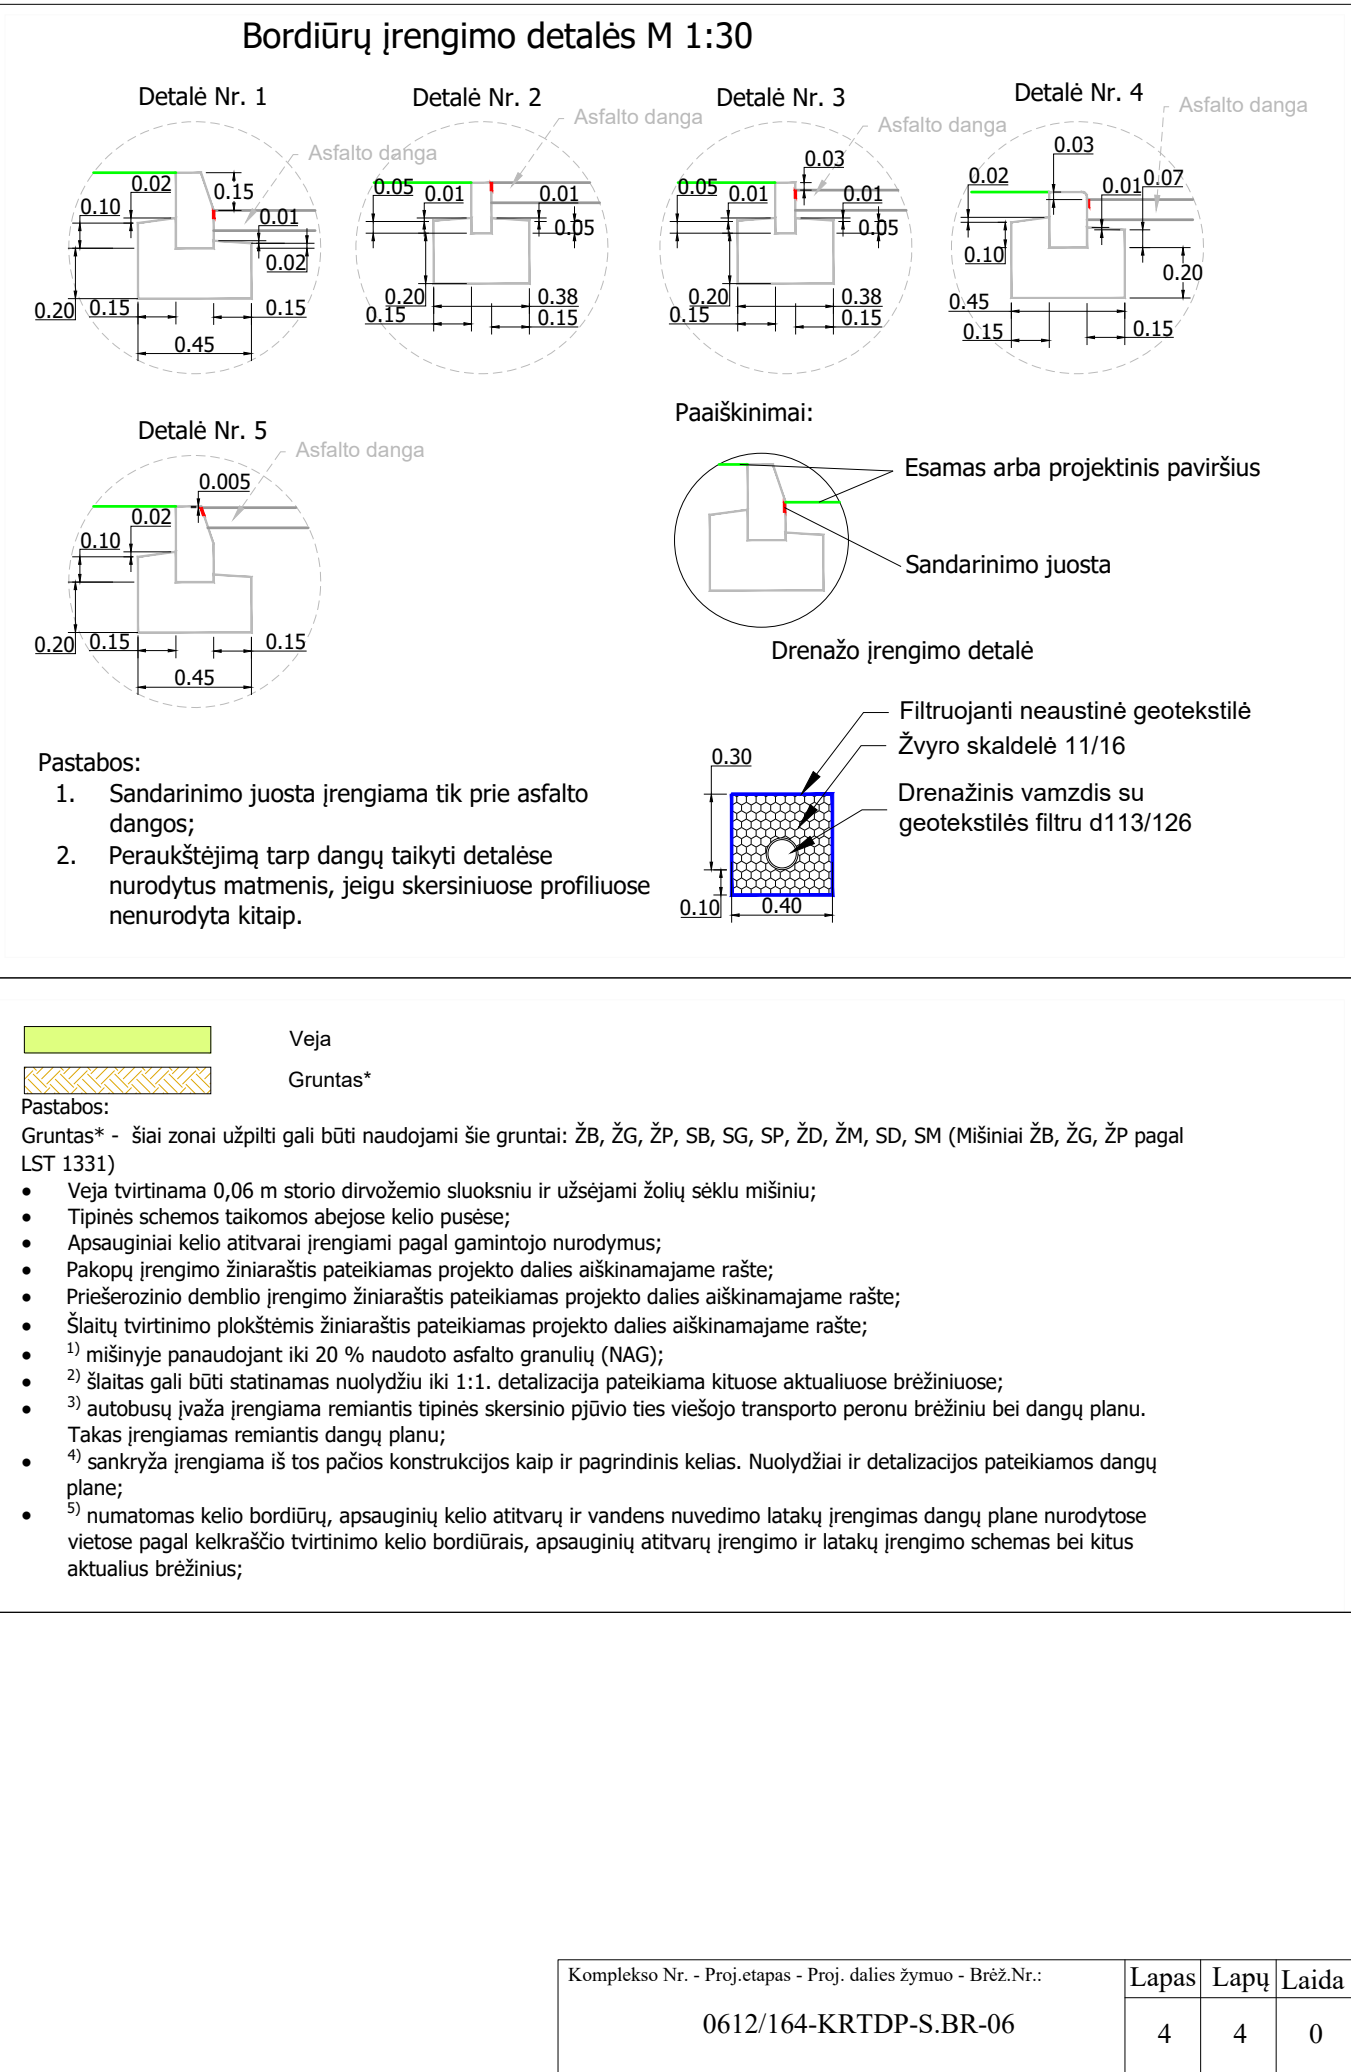 Bordiūrų įrengimo detalės M 1:30
Detalė Nr. 1
Asfalto danga
0.02
0.15
0.10
0.01
0.02
0.20
0.15
0.15
0.45
Detalė Nr. 2
Asfalto danga
0.05
0.01
0.01
0.05
0.20
0.38
0.15
0.15
Detalė Nr. 3
Asfalto danga
0.03
0.05
0.01
0.01
0.05
0.20
0.38
0.15
0.15
Detalė Nr. 4
Asfalto danga
0.03
0.02
0.01
0.07
0.10
0.20
0.45
0.15
0.15
Detalė Nr. 5
Asfalto danga
0.005
0.02
0.10
0.20
0.15
0.15
0.45
Paaiškinimai:
Esamas arba projektinis paviršius
Sandarinimo juosta
Drenažo įrengimo detalė
Filtruojanti neaustinė geotekstilė
Žvyro skaldelė 11/16
Drenažinis vamzdis su
geotekstilės filtru d113/126
0.30
0.10
0.40
Pastabos:
1. Sandarinimo juosta įrengiama tik prie asfalto
dangos;
2. Peraukštėjimą tarp dangų taikyti detalėse
nurodytus matmenis, jeigu skersiniuose profiliuose
nenurodyta kitaip.
Veja
Gruntas*
Pastabos:
Gruntas* - šiai zonai užpilti gali būti naudojami šie gruntai: ŽB, ŽG, ŽP, SB, SG, SP, ŽD, ŽM, SD, SM (Mišiniai ŽB, ŽG, ŽP pagal
LST 1331)
• Veja tvirtinama 0,06 m storio dirvožemio sluoksniu ir užsėjami žolių sėklu mišiniu;
• Tipinės schemos taikomos abejose kelio pusėse;
• Apsauginiai kelio atitvarai įrengiami pagal gamintojo nurodymus;
• Pakopų įrengimo žiniaraštis pateikiamas projekto dalies aiškinamajame rašte;
• Priešerozinio demblio įrengimo žiniaraštis pateikiamas projekto dalies aiškinamajame rašte;
• Šlaitų tvirtinimo plokštėmis žiniaraštis pateikiamas projekto dalies aiškinamajame rašte;
• 1) mišinyje panaudojant iki 20 % naudoto asfalto granulių (NAG);
• 2) šlaitas gali būti statinamas nuolydžiu iki 1:1. detalizacija pateikiama kituose aktualiuose brėžiniuose;
• 3) autobusų įvaža įrengiama remiantis tipinės skersinio pjūvio ties viešojo transporto peronu brėžiniu bei dangų planu.
Takas įrengiamas remiantis dangų planu;
• 4) sankryža įrengiama iš tos pačios konstrukcijos kaip ir pagrindinis kelias. Nuolydžiai ir detalizacijos pateikiamos dangų
plane;
• 5) numatomas kelio bordiūrų, apsauginių kelio atitvarų ir vandens nuvedimo latakų įrengimas dangų plane nurodytose
vietose pagal kelkraščio tvirtinimo kelio bordiūrais, apsauginių atitvarų įrengimo ir latakų įrengimo schemas bei kitus
aktualius brėžinius;
Komplekso Nr. - Proj.etapas - Proj. dalies žymuo - Brėž.Nr.:
Lapas Lapų Laida
0612/164-KRTDP-S.BR-06
4 4 0